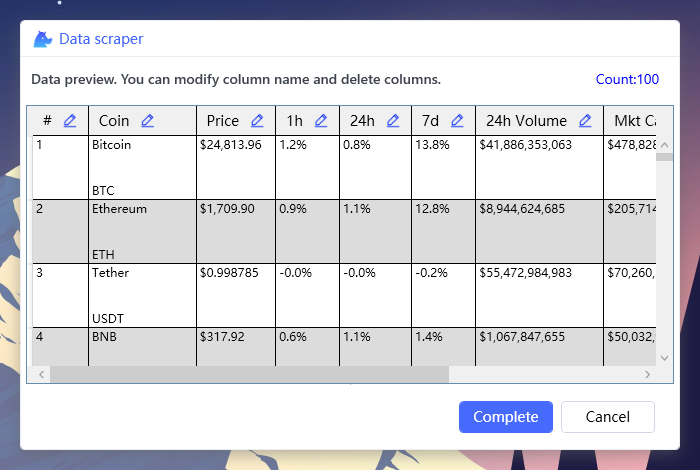 Data scraper
Data preview. You can modify column name and delete columns.
Count:100
# Coin Price 1h 24h 7d 24h Volume Mkt
1 Bitcoin $24,813.96 1.2% 0.8% 13.8% $41,886,353,063 $478,828
BTC
2 Ethereum $1,709.90 0.9% 1.1% 12.8% $8,944,624,685 $205,714
ETH
3 Tether $0.998785 -0.0% -0.0% -0.2% $55,472,984,983 $70,260,
USDT
4 BNB $317.92 0.6% 1.1% 1.4% $1,067,847,655 $50,032,
Complete Cancel